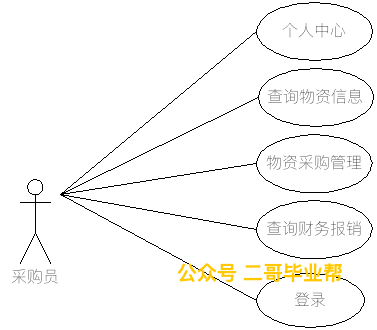 个人中心
查询物资信息
物资采购管理
查询财务报销
采购员
公众号 二哥毕业帮
登录